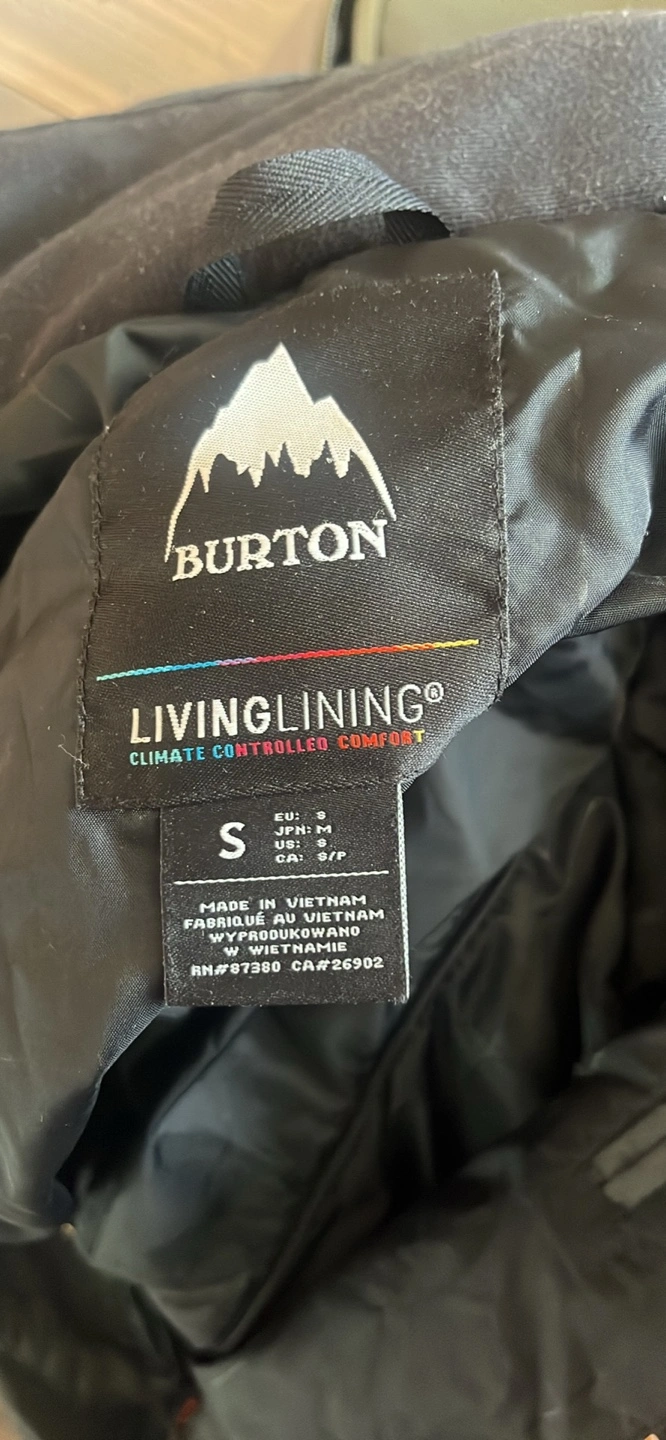 BURTON
LIVINGLINING®
CLIMATE CONTROLLED COMFORT
S
EU: S
JPN: M
US: S
CA: S/P
MADE IN VIETNAM
FABRIQUÉ AU VIETNAM
WYPRODUKOWANO
W WIETNAMIE
RN#87380 CA#26902